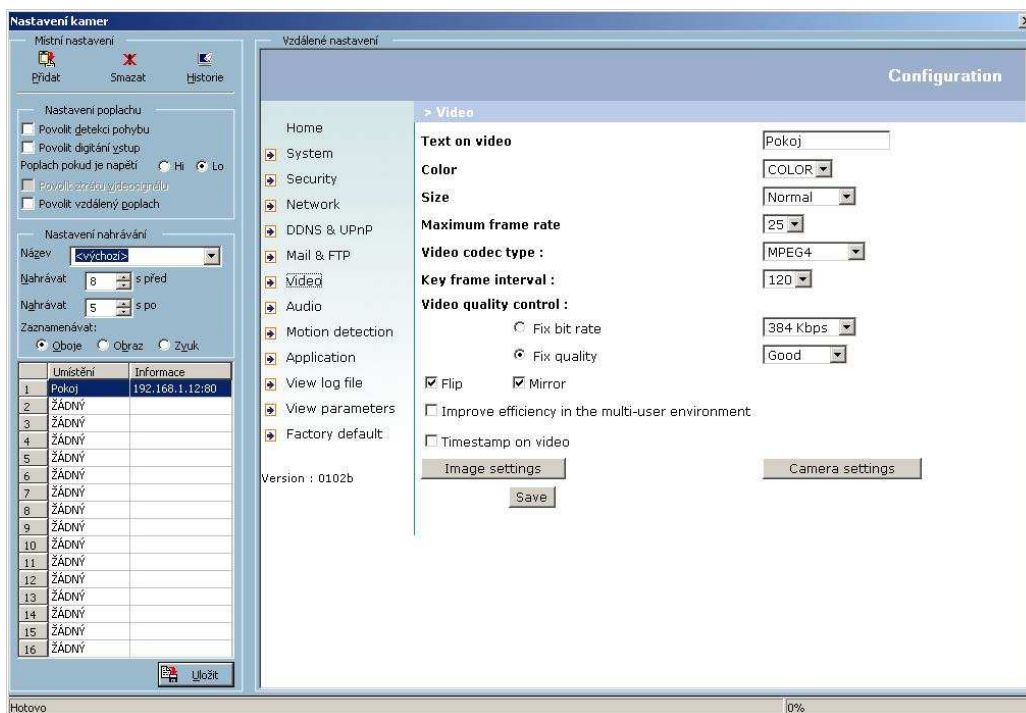 Nastavení kamer
Místní nastavení
Přidat Smazat Historie
Nastavení poplachu
Povolit detekci pohybu
Povolit digitání vstup
Poplach pokud je napětí Hi Lo
Povolit ztrátu videosignálu
Povolit vzdálený poplach
Nastavení nahrávání
Název <výchozí>
Nahrávat 8 s před
Nahrávat 5 s po
Zaznamenávat:
Oboje Obraz Zvuk
Umístění Informace
1 Pokoj 192.168.1.12:80
2 ŽÁDNÝ
3 ŽÁDNÝ
4 ŽÁDNÝ
5 ŽÁDNÝ
6 ŽÁDNÝ
7 ŽÁDNÝ
8 ŽÁDNÝ
9 ŽÁDNÝ
10 ŽÁDNÝ
11 ŽÁDNÝ
12 ŽÁDNÝ
13 ŽÁDNÝ
14 ŽÁDNÝ
15 ŽÁDNÝ
16 ŽÁDNÝ
Uložit
Vzdálené nastavení
Configuration
Home
System
Security
Network
DDNS & UPnP
Mail & FTP
Video
Audio
Motion detection
Application
View log file
View parameters
Factory default
Version : 0102b
> Video
Text on video Pokoj
Color COLOR
Size Normal
Maximum frame rate 25
Video codec type : MPEG4
Key frame interval : 120
Video quality control :
Fix bit rate 384 Kbps
Fix quality Good
Flip Mirror
Improve efficiency in the multi-user environment
Timestamp on video
Image settings Camera settings
Save
Hotovo 0%